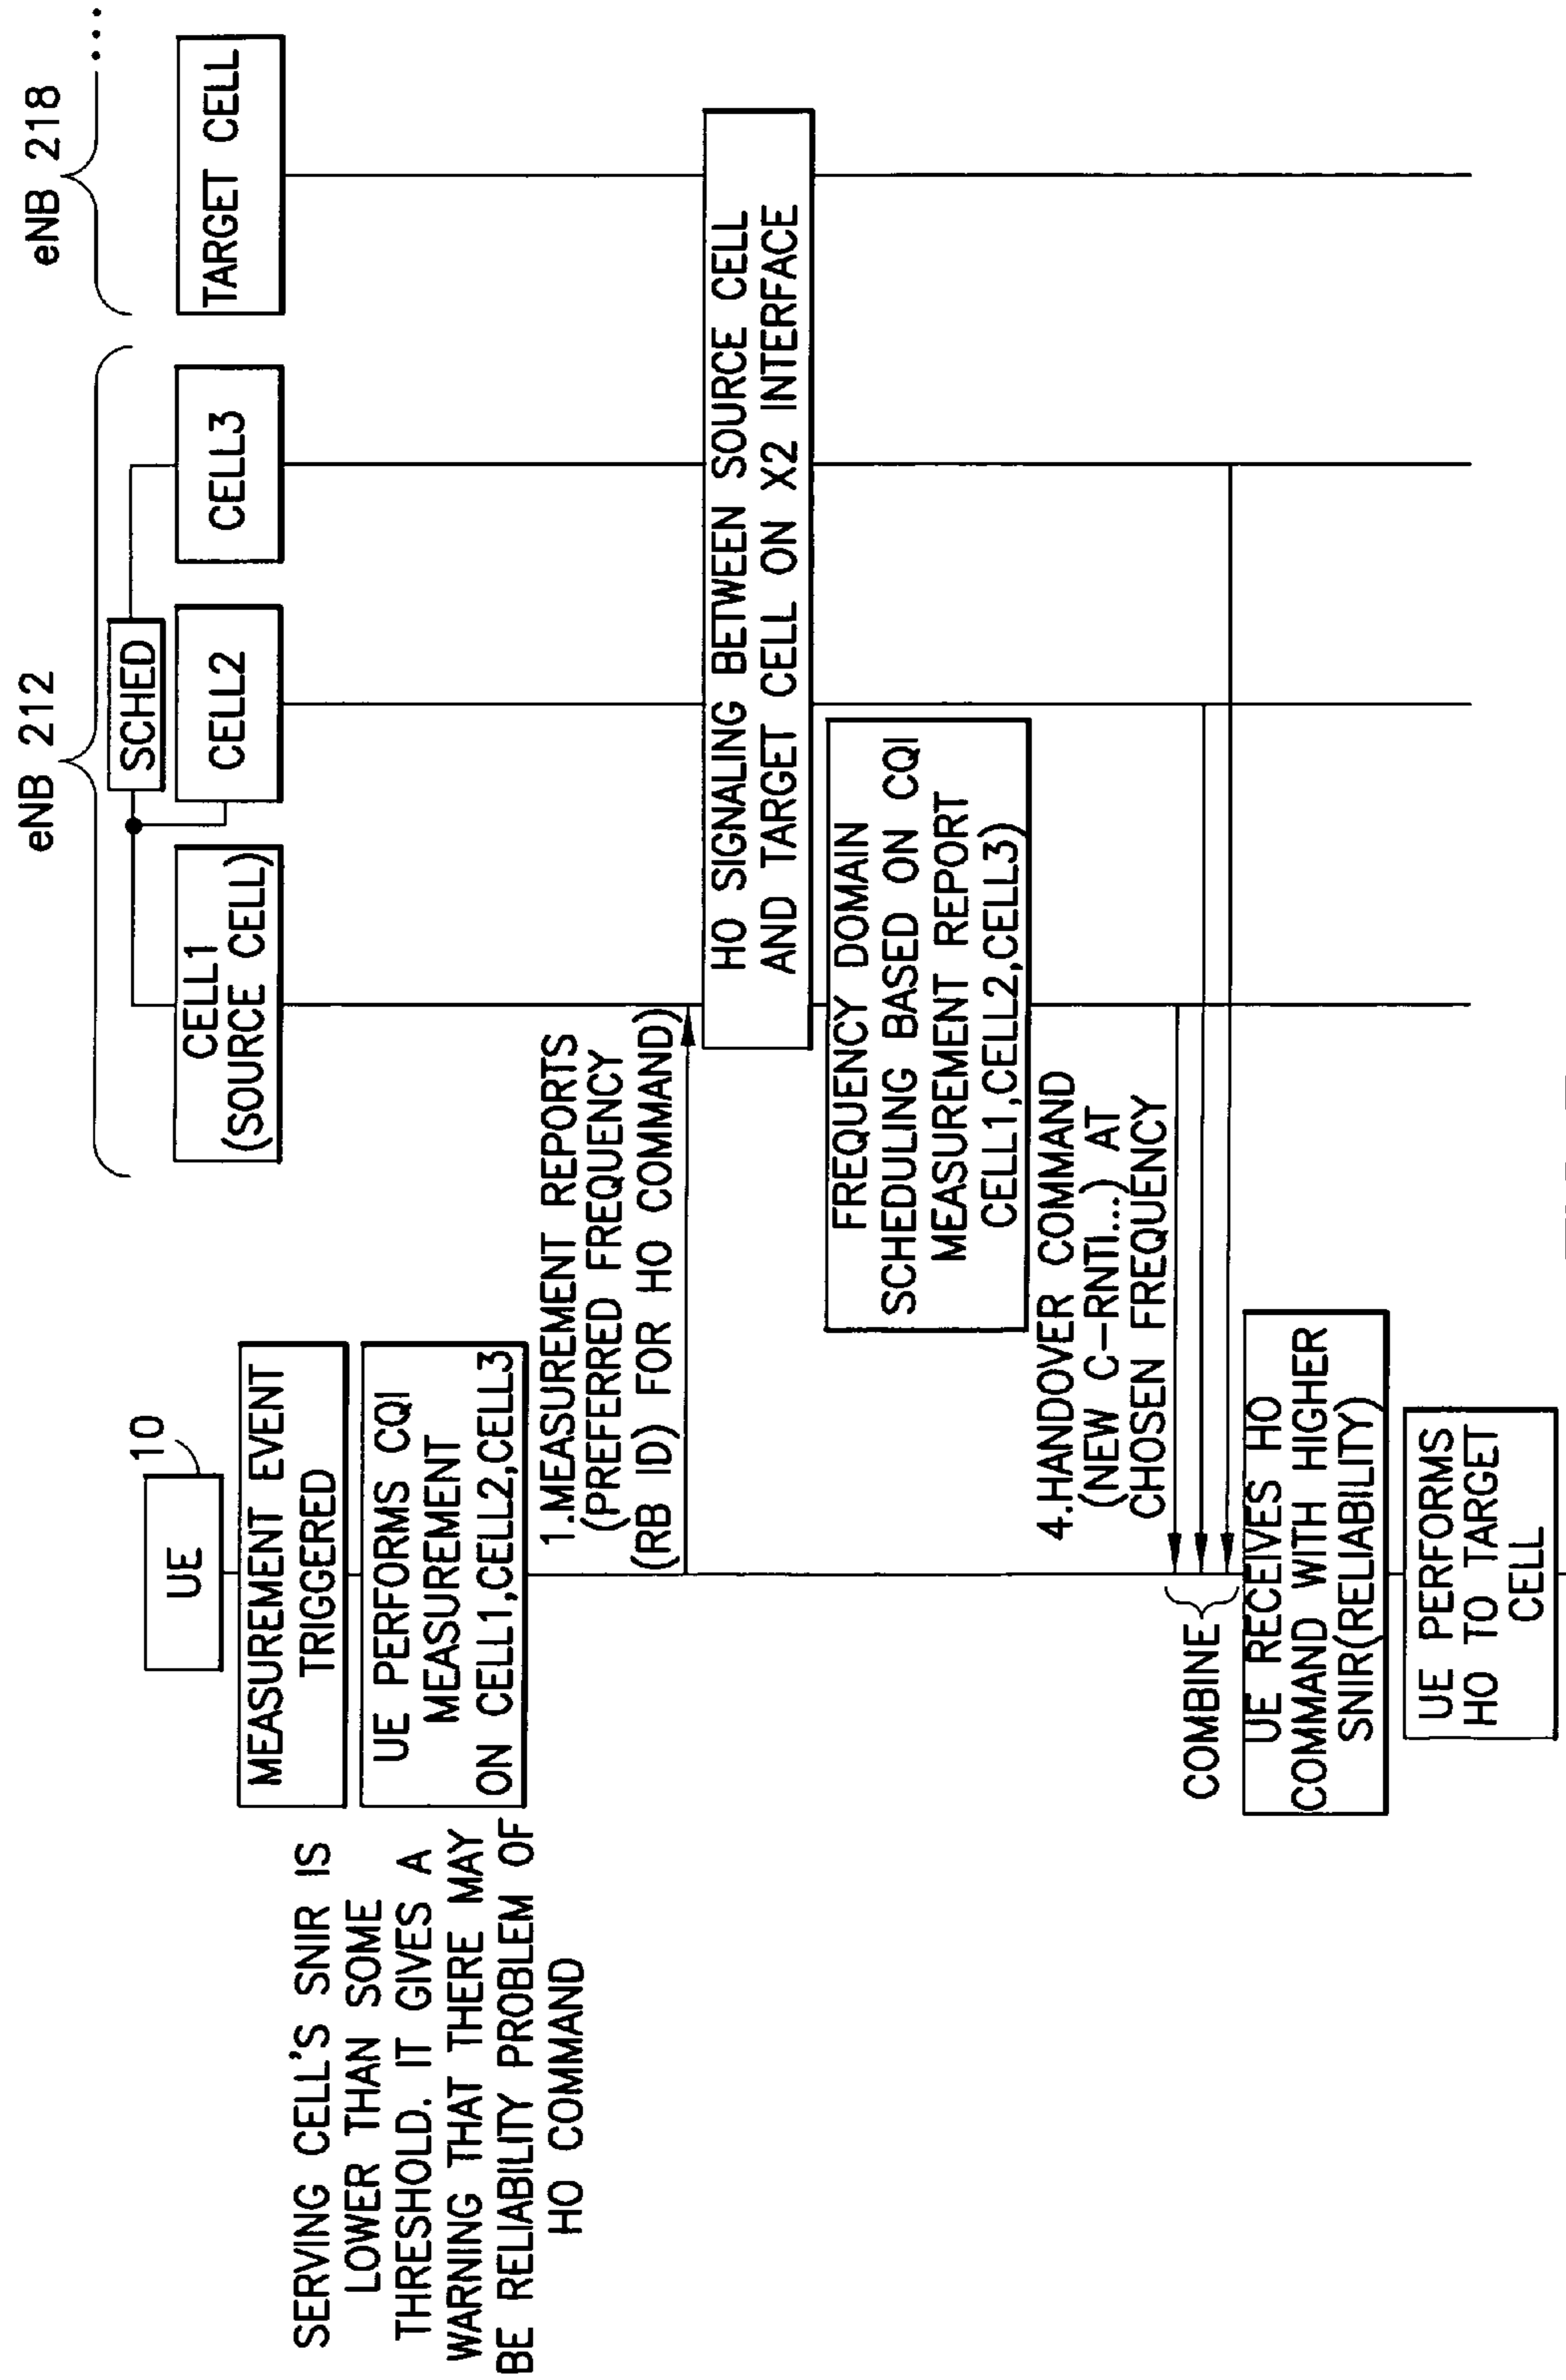 eNB 212
eNB 218 ...
SCHED
UE
10
CELL1
(SOURCE CELL)
CELL2
CELL3
TARGET CELL
SERVING CELL'S SNIR IS
LOWER THAN SOME
THRESHOLD. IT GIVES A
WARNING THAT THERE MAY
BE RELIABILITY PROBLEM OF
HO COMMAND
MEASUREMENT EVENT
TRIGGERED
UE PERFORMS CQI
MEASUREMENT
ON CELL1,CELL2,CELL3
1.MEASUREMENT REPORTS
(PREFERRED FREQUENCY
(RB ID) FOR HO COMMAND)
HO SIGNALING BETWEEN SOURCE CELL
AND TARGET CELL ON X2 INTERFACE
FREQUENCY DOMAIN
SCHEDULING BASED ON CQI
MEASUREMENT REPORT
CELL1,CELL2,CELL3)
4.HANDOVER COMMAND
(NEW C-RNTI...) AT
CHOSEN FREQUENCY
COMBINE
UE RECEIVES HO
COMMAND WITH HIGHER
SNIR(RELIABILITY)
UE PERFORMS
HO TO TARGET
CELL